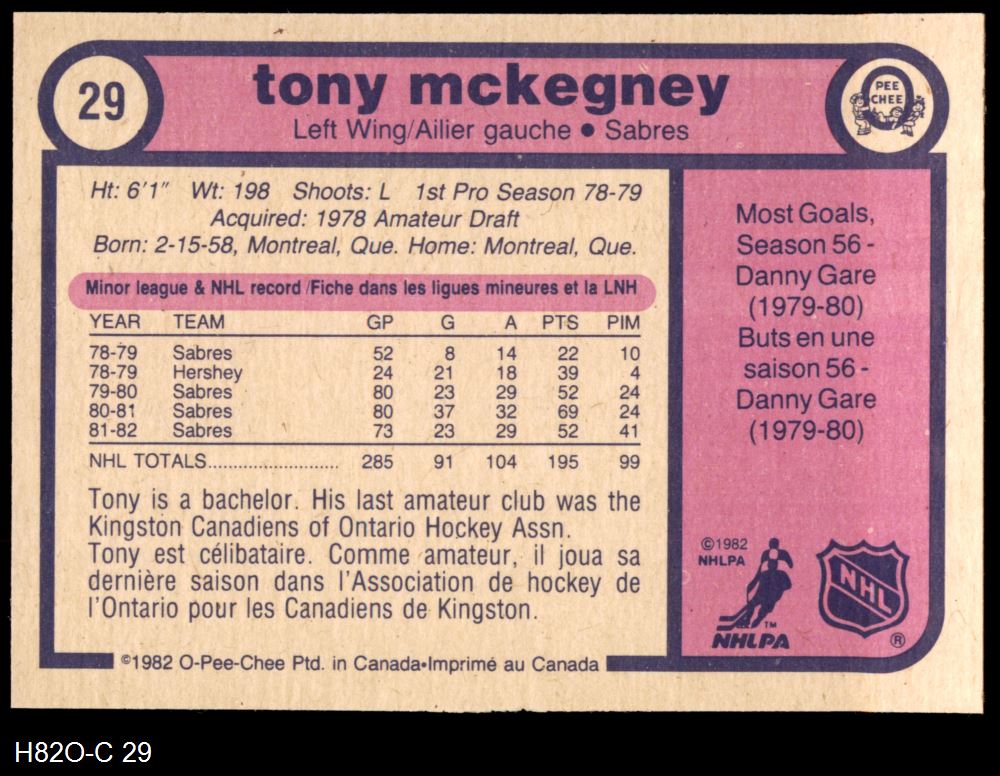 29
tony mckegney
PEE
CHEE
Left Wing/Ailier gauche ● Sabres
Ht: 6'1" Wt: 198 Shoots: L 1st Pro Season 78-79
Acquired: 1978 Amateur Draft
Born: 2-15-58, Montreal, Que. Home: Montreal, Que.
Minor league & NHL record /Fiche dans les ligues mineures et la LNH
YEAR TEAM GP G A PTS PIM
78-79 Sabres 52 8 14 22 10
78-79 Hershey 24 21 18 39 4
79-80 Sabres 80 23 29 52 24
80-81 Sabres 80 37 32 69 24
81-82 Sabres 73 23 29 52 41
NHL TOTALS.......................... 285 91 104 195 99
Tony is a bachelor. His last amateur club was the
Kingston Canadiens of Ontario Hockey Assn.
Tony est célibataire. Comme amateur, il joua sa
dernière saison dans l'Association de hockey de
l'Ontario pour les Canadiens de Kingston.
©1982 O-Pee-Chee Ptd. in Canada•Imprimé au Canada
Most Goals,
Season 56 -
Danny Gare
(1979-80)
Buts en une
saison 56 -
Danny Gare
(1979-80)
©1982
NHLPA
TM
NHLPA
NHL
®
H82O-C 29